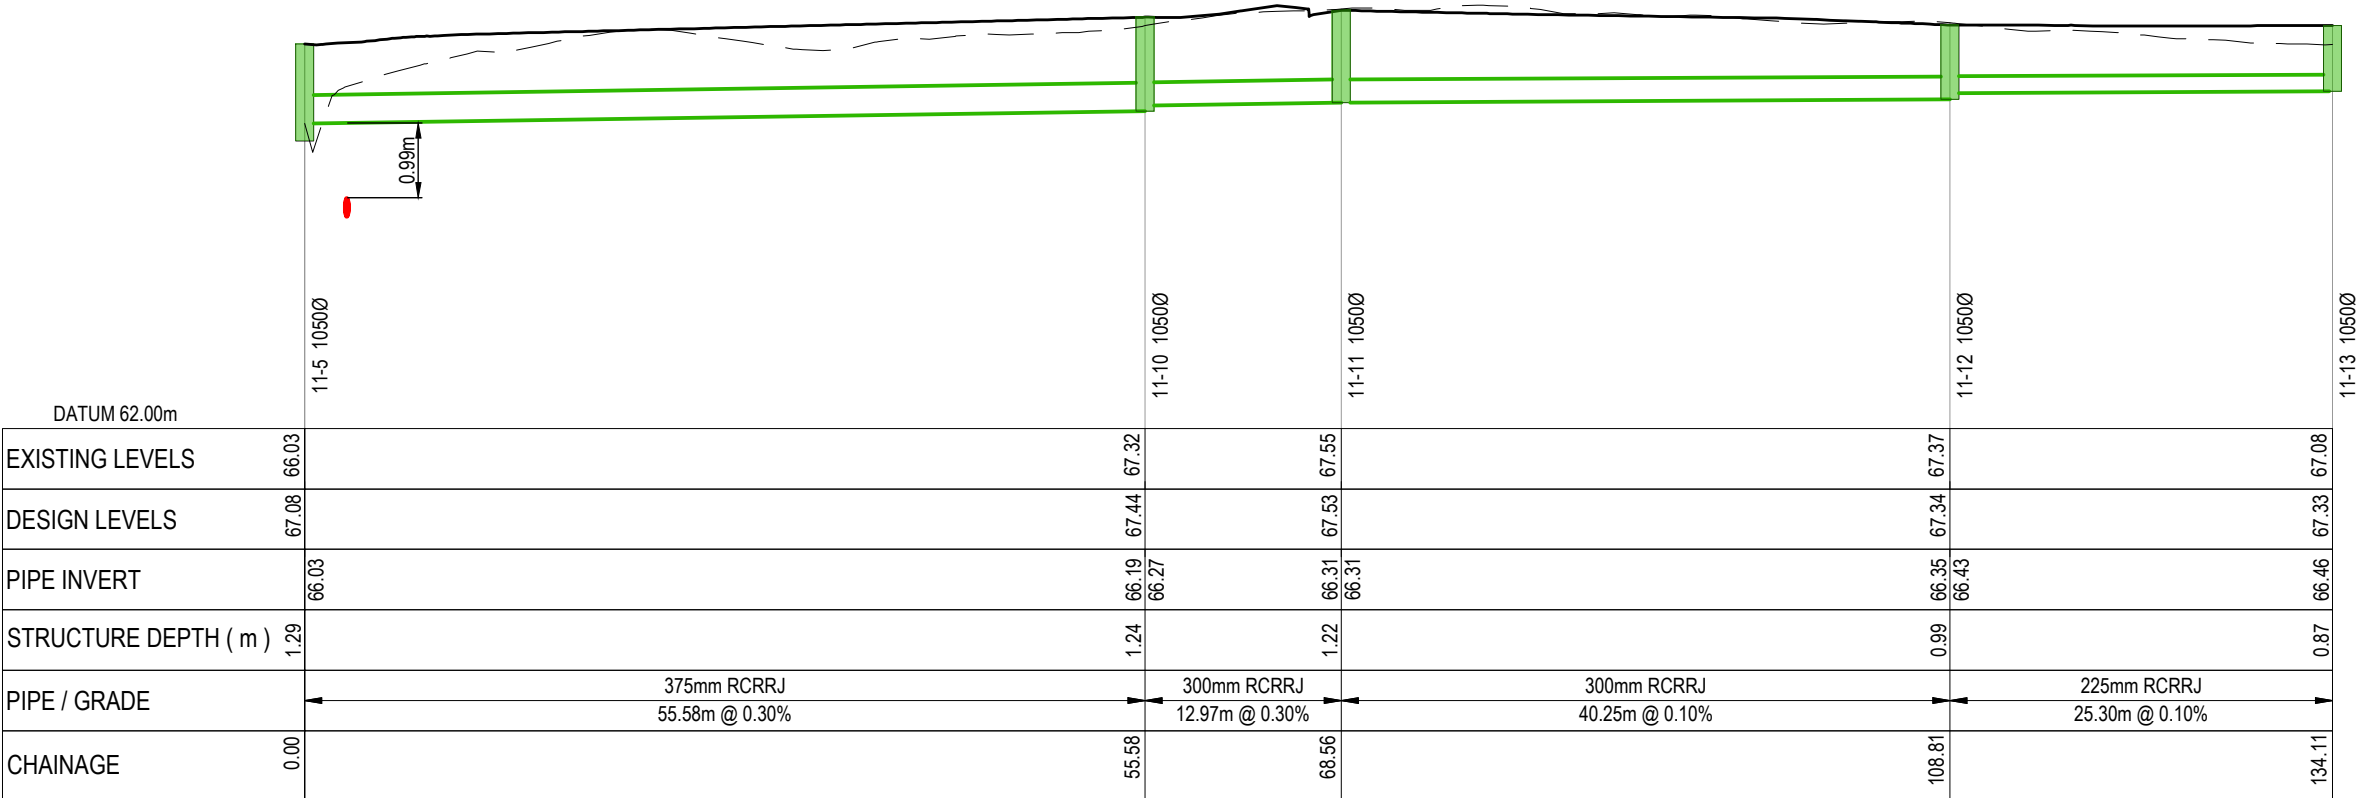 0.99m
11-5 1050Ø
11-10 1050Ø
11-11 1050Ø
11-12 1050Ø
11-13 1050Ø
DATUM 62.00m
EXISTING LEVELS 66.03 67.32 67.55 67.37 67.08
DESIGN LEVELS 67.08 67.44 67.53 67.34 67.33
PIPE INVERT 66.03 66.19 66.27 66.31 66.31 66.35 66.43 66.46
STRUCTURE DEPTH ( m ) 1.29 1.24 1.22 0.99 0.87
PIPE / GRADE
375mm RCRRJ 300mm RCRRJ 300mm RCRRJ 225mm RCRRJ
55.58m @ 0.30% 12.97m @ 0.30% 40.25m @ 0.10% 25.30m @ 0.10%
CHAINAGE 0.00 55.58 68.56 108.81 134.11